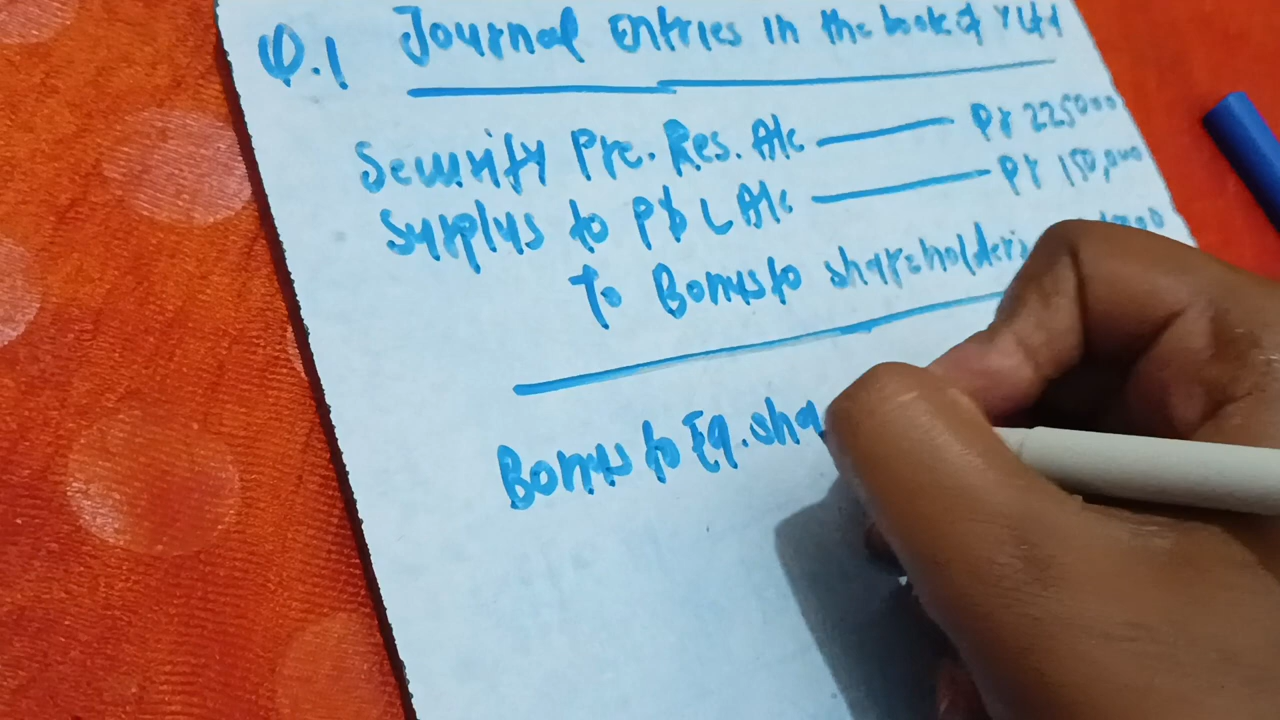 Q.1 Journal Entries in the book of Y Ltd
Security Pre. Res. A/c Dr 225000
Surplus to P & L A/c Dr 150,000
To Bonus to shareholders
Bonus to Eq. sha